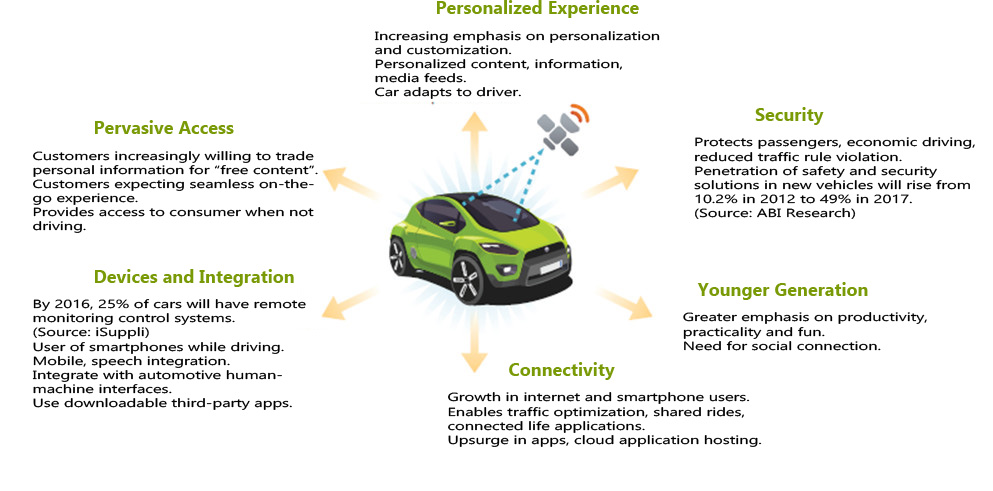 Personalized Experience
Increasing emphasis on personalization
and customization.
Personalized content, information,
media feeds.
Car adapts to driver.
Pervasive Access
Customers increasingly willing to trade
personal information for “free content”.
Customers expecting seamless on-the-
go experience.
Provides access to consumer when not
driving.
Security
Protects passengers, economic driving,
reduced traffic rule violation.
Penetration of safety and security
solutions in new vehicles will rise from
10.2% in 2012 to 49% in 2017.
(Source: ABI Research)
Devices and Integration
By 2016, 25% of cars will have remote
monitoring control systems.
(Source: iSuppli)
User of smartphones while driving.
Mobile, speech integration.
Integrate with automotive human-
machine interfaces.
Use downloadable third-party apps.
Younger Generation
Greater emphasis on productivity,
practicality and fun.
Need for social connection.
Connectivity
Growth in internet and smartphone users.
Enables traffic optimization, shared rides,
connected life applications.
Upsurge in apps, cloud application hosting.